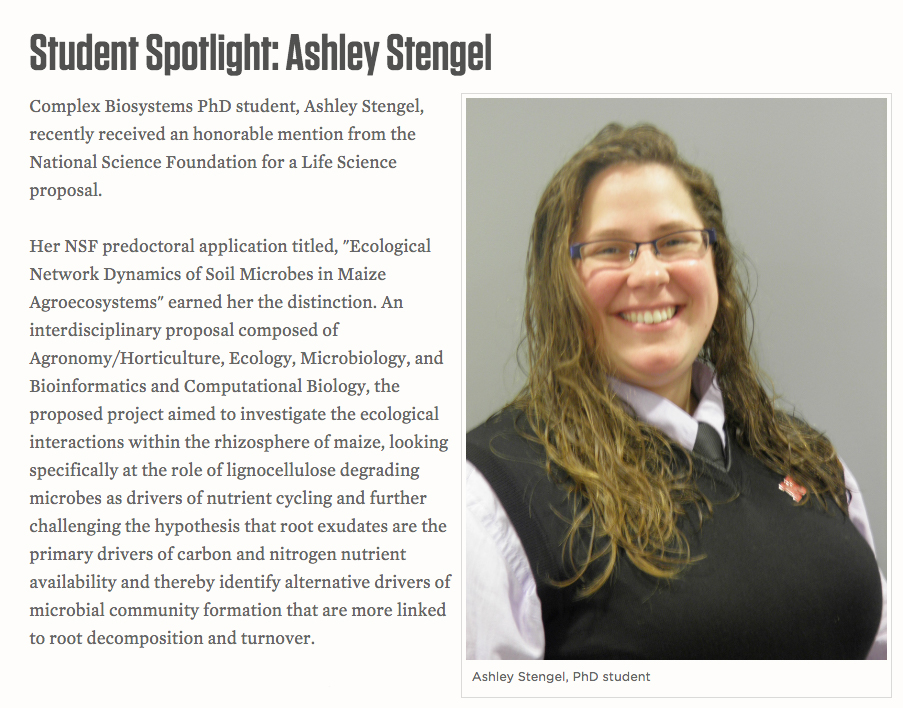 Student Spotlight: Ashley Stengel
Complex Biosystems PhD student, Ashley Stengel,
recently received an honorable mention from the
National Science Foundation for a Life Science
proposal.
Her NSF predoctoral application titled, "Ecological
Network Dynamics of Soil Microbes in Maize
Agroecosystems" earned her the distinction. An
interdisciplinary proposal composed of
Agronomy/Horticulture, Ecology, Microbiology, and
Bioinformatics and Computational Biology, the
proposed project aimed to investigate the ecological
interactions within the rhizosphere of maize, looking
specifically at the role of lignocellulose degrading
microbes as drivers of nutrient cycling and further
challenging the hypothesis that root exudates are the
primary drivers of carbon and nitrogen nutrient
availability and thereby identify alternative drivers of
microbial community formation that are more linked
to root decomposition and turnover.
Ashley Stengel, PhD student